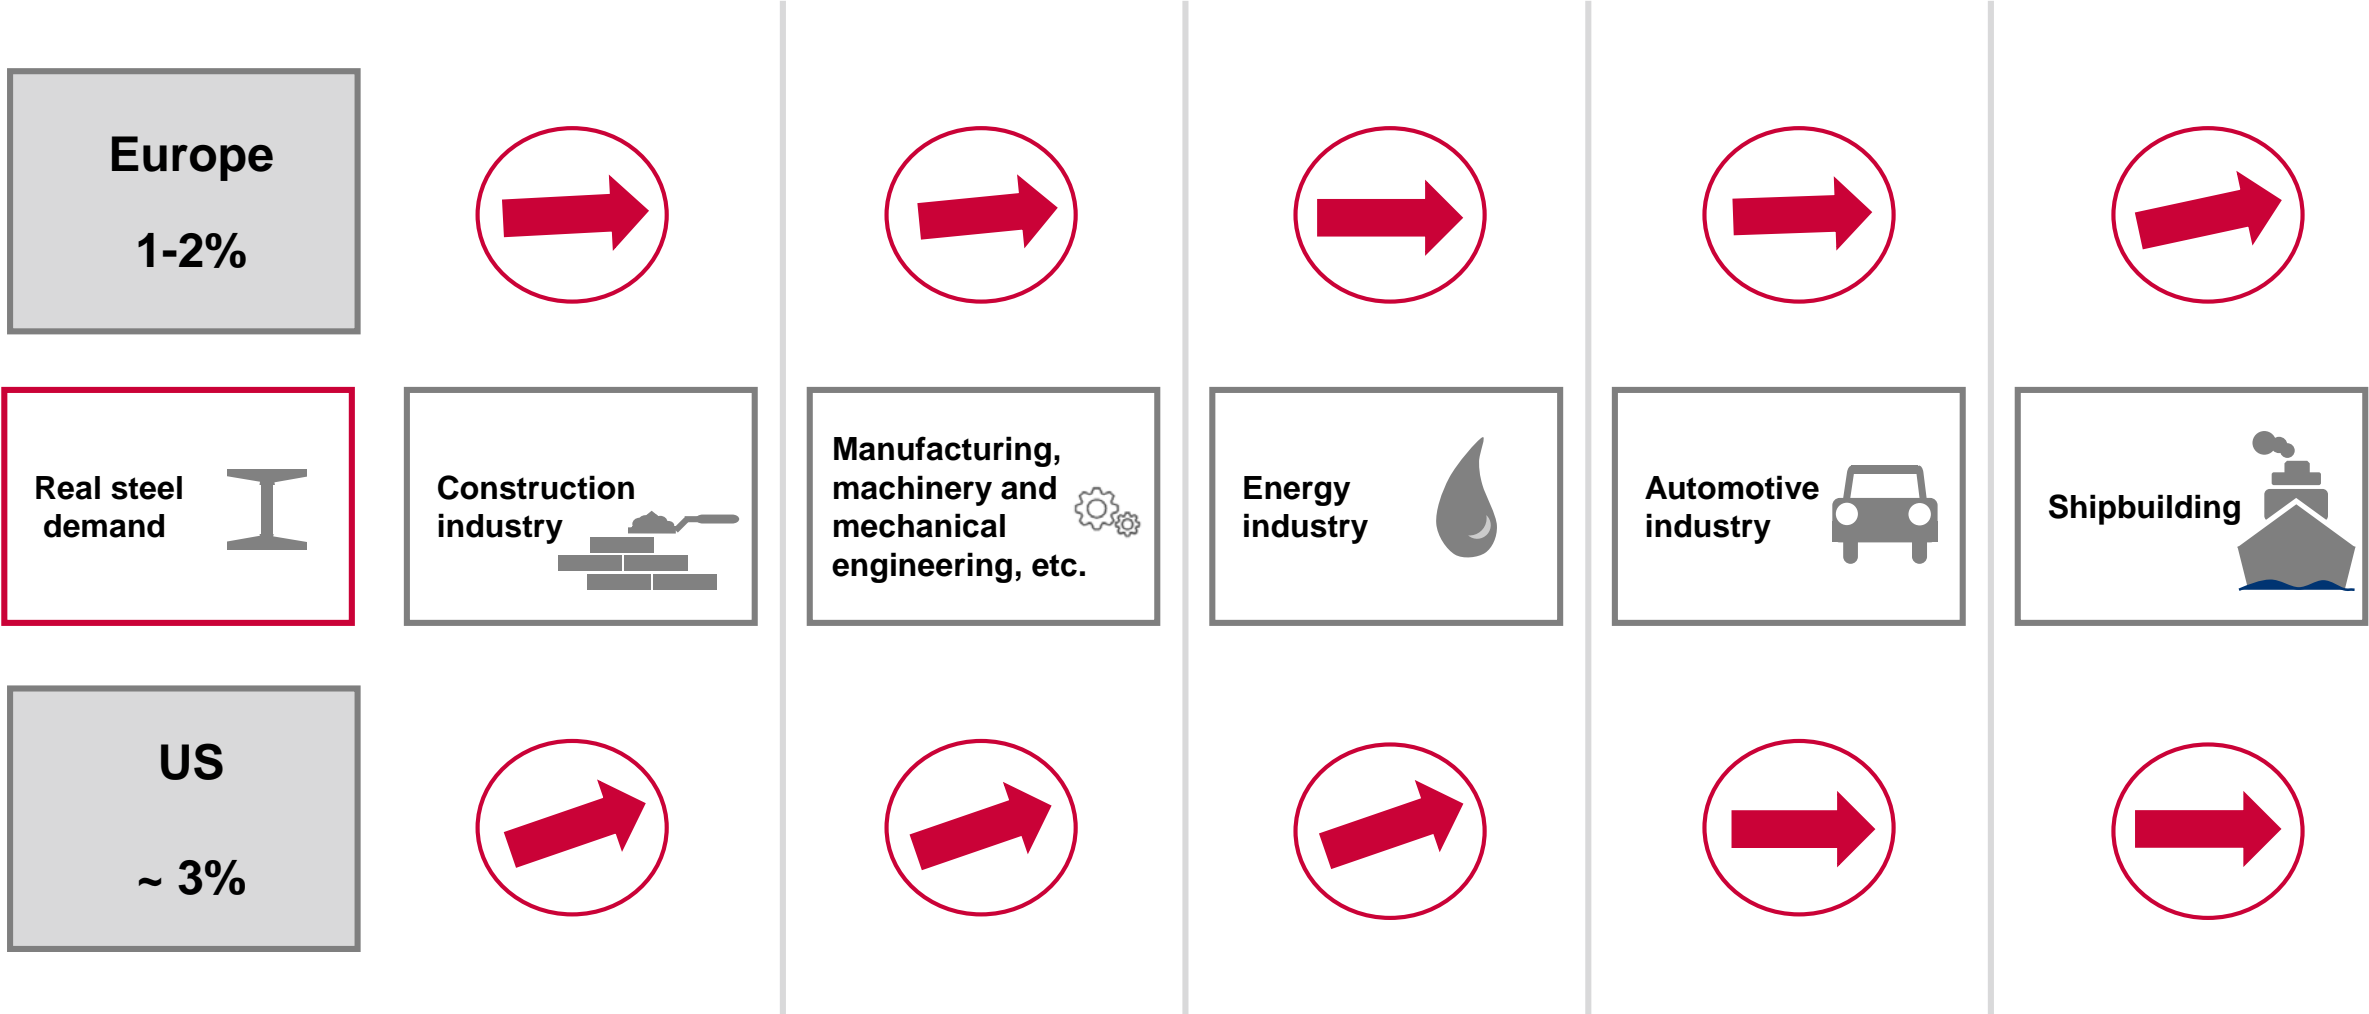 Europe
1-2%
Real steel
demand
Construction
industry
Manufacturing,
machinery and
mechanical
engineering, etc.
Energy
industry
Automotive
industry
Shipbuilding
US
~ 3%